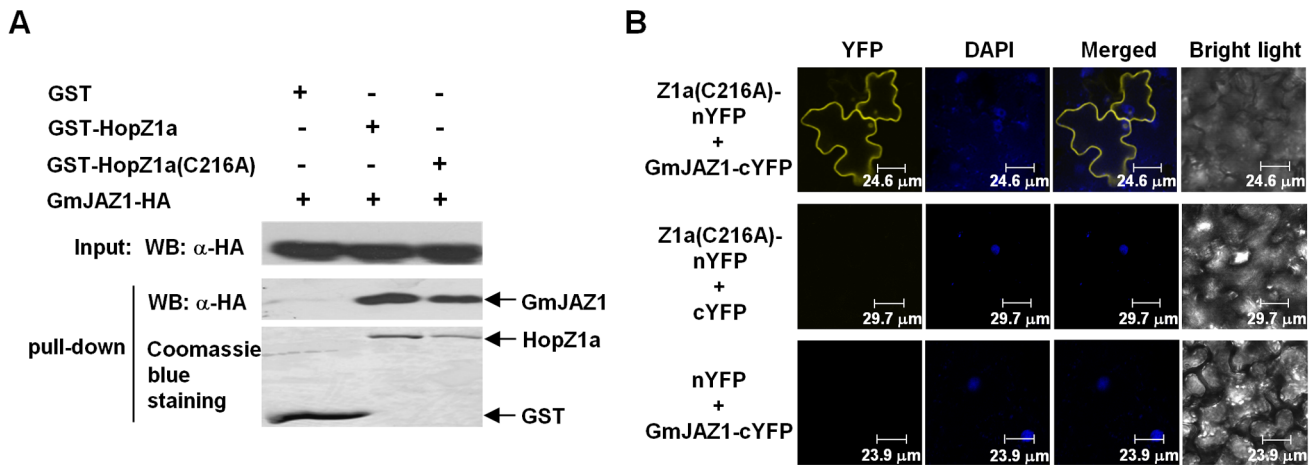 A
GST + - -
GST-HopZ1a - + -
GST-HopZ1a(C216A) - - +
GmJAZ1-HA + + +
Input: WB: α-HA
WB: α-HA
GmJAZ1
pull-down
Coomassie
blue
staining
HopZ1a
GST
B
YFP DAPI Merged Bright light
Z1a(C216A)-
nYFP
+
GmJAZ1-cYFP
24.6 μm 24.6 μm 24.6 μm 24.6 μm
Z1a(C216A)-
nYFP
+
cYFP
29.7 μm 29.7 μm 29.7 μm 29.7 μm
nYFP
+
GmJAZ1-cYFP
23.9 μm 23.9 μm 23.9 μm 23.9 μm